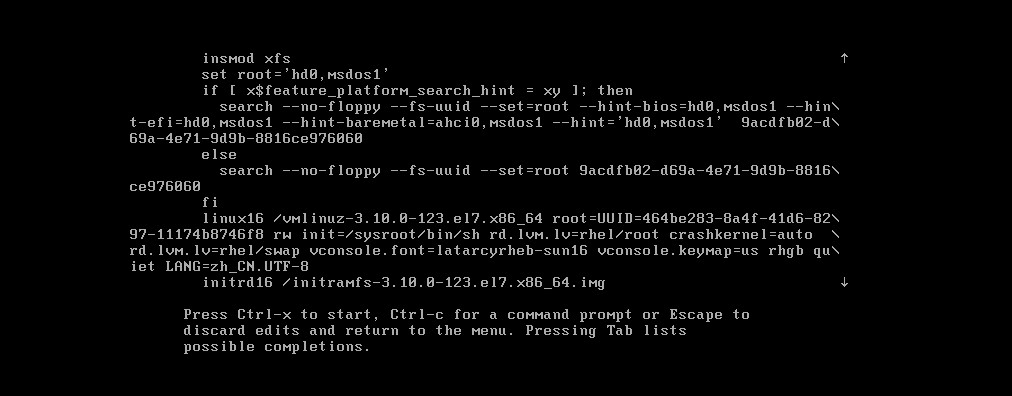 insmod xfs ↑
set root='hd0,msdos1'
if [ x$feature_platform_search_hint = xy ]; then
search --no-floppy --fs-uuid --set=root --hint-bios=hd0,msdos1 --hin\
t-efi=hd0,msdos1 --hint-baremetal=ahci0,msdos1 --hint='hd0,msdos1'  9acdfb02-d\
69a-4e71-9d9b-8816ce976060
else
search --no-floppy --fs-uuid --set=root 9acdfb02-d69a-4e71-9d9b-8816\
ce976060
fi
linux16 /vmlinuz-3.10.0-123.el7.x86_64 root=UUID=464be283-8a4f-41d6-82\
97-11174b8746f8 rw init=/sysroot/bin/sh rd.lvm.lv=rhel/root crashkernel=auto  \
rd.lvm.lv=rhel/swap vconsole.font=latarcyrheb-sun16 vconsole.keymap=us rhgb qu\
iet LANG=zh_CN.UTF-8
initrd16 /initramfs-3.10.0-123.el7.x86_64.img ↓
Press Ctrl-x to start, Ctrl-c for a command prompt or Escape to
discard edits and return to the menu. Pressing Tab lists
possible completions.